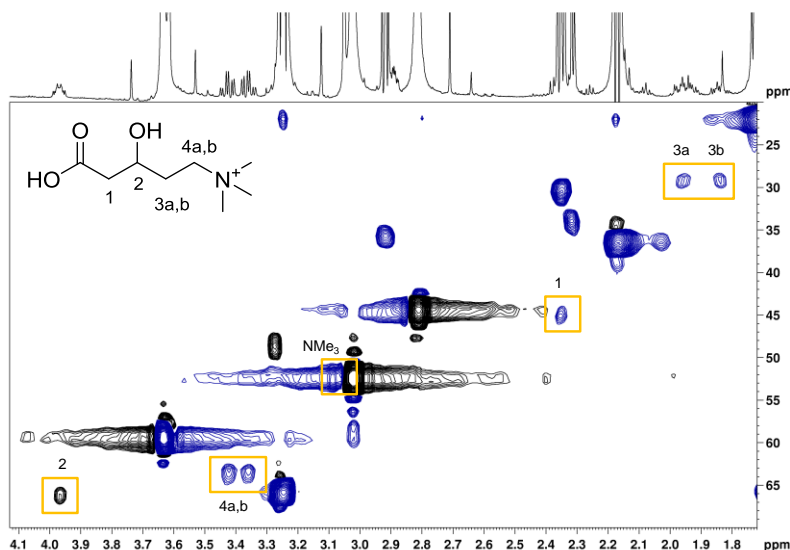 ppm
25
30
35
40
45
50
55
60
65
O
OH
4a,b
HO
1
2
N+
3a,b
3a 3b
1
NMe3
2
4a,b
4.1 4.0 3.9 3.8 3.7 3.6 3.5 3.4 3.3 3.2 3.1 3.0 2.9 2.8 2.7 2.6 2.5 2.4 2.3 2.2 2.1 2.0 1.9 1.8 ppm